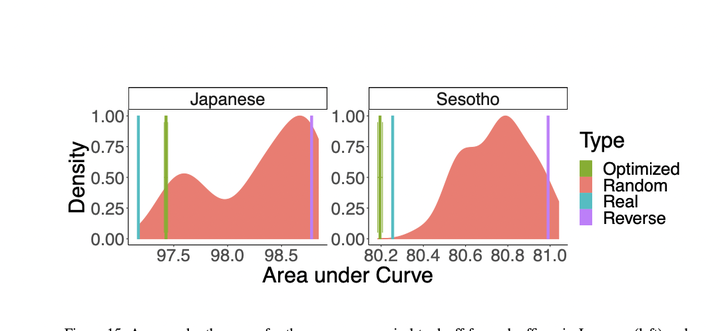 Japanese
Sesotho
Density
1.00
0.75
0.50
0.25
0.00
97.5 98.0 98.5
1.00
0.75
0.50
0.25
0.00
80.2 80.4 80.6 80.8 81.0
Area under Curve
Type
Optimized
Random
Real
Reverse